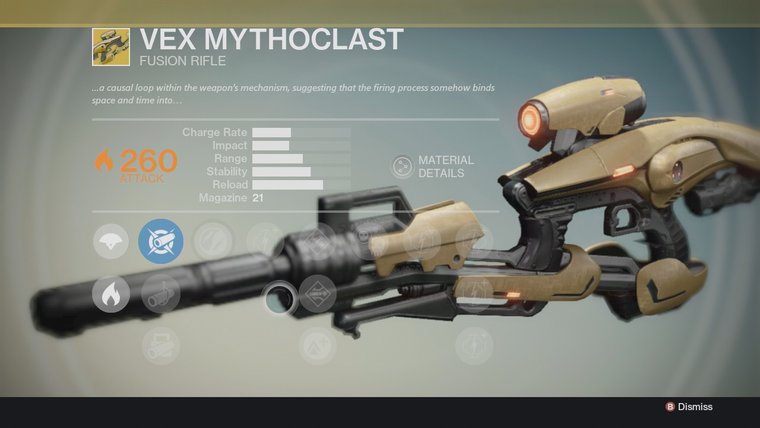 VEX MYTHOCLAST
FUSION RIFLE
...a causal loop within the weapon's mechanism, suggesting that the firing process somehow binds
space and time into...
Charge Rate
Impact
Range
Stability
Reload
Magazine 21
260
ATTACK
MATERIAL
DETAILS
B Dismiss